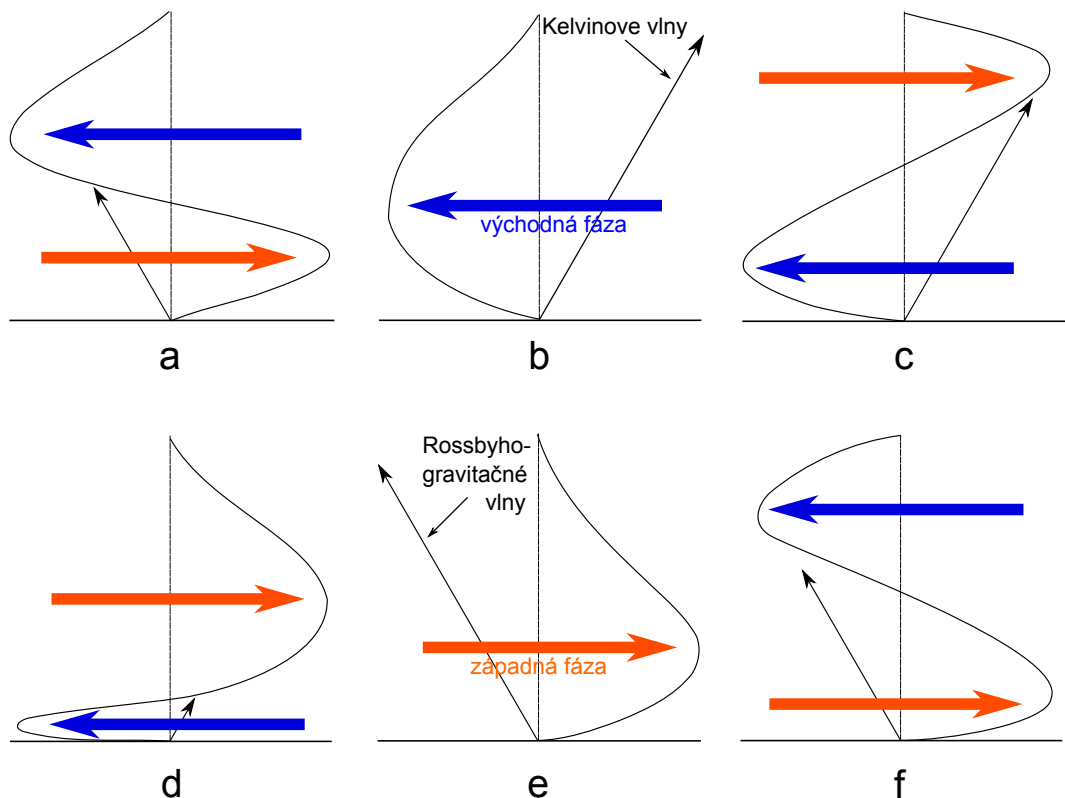 Kelvinove vlny
východná fáza
a
b
c
Rossbyho-
gravitačné
vlny
západná fáza
d
e
f